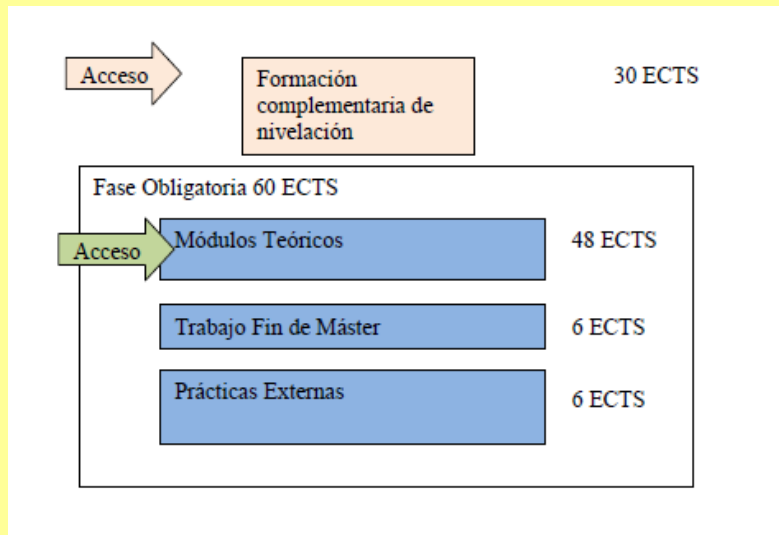 Acceso
Formación
complementaria de
nivelación
30 ECTS
Fase Obligatoria 60 ECTS
Acceso
Módulos Teóricos
48 ECTS
Trabajo Fin de Máster
6 ECTS
Prácticas Externas
6 ECTS